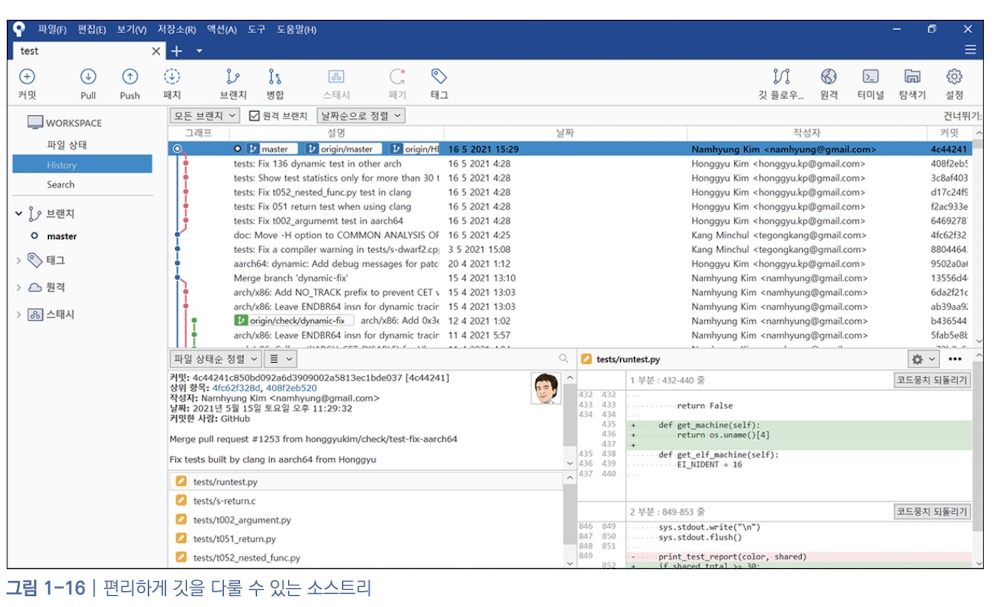 파일(F) 편집(E) 보기(V) 저장소(R) 액션(A) 도구 도움말(H)
test
커밋 Pull Push 패치 브랜치 병합 스태시 폐기 태그 깃 플로우... 원격 터미널 탐색기 설정
WORKSPACE
파일 상태
History
Search
브랜치
master
태그
원격
스태시
모든 브랜치 원격 브랜치 날짜순으로 정렬 건너뛰기:
그래프 설명 날짜 작성자 커밋
master origin/master origin/HE 16 5 2021 15:29 Namhyung Kim <namhyung@gmail.com> 4c44241
tests: Fix 136 dynamic test in other arch 16 5 2021 4:28 Honggyu Kim <honggyu.kp@gmail.com> 408f2eb5
tests: Show test statistics only for more than 30 t 16 5 2021 4:28 Honggyu Kim <honggyu.kp@gmail.com> 3c8af403
tests: Fix t052_nested_func.py test in clang 16 5 2021 4:28 Honggyu Kim <honggyu.kp@gmail.com> d17c24f9
tests: Fix 051 return test when using clang 16 5 2021 4:28 Honggyu Kim <honggyu.kp@gmail.com> f2ac933e
tests: Fix t002_argumemt test in aarch64 16 5 2021 4:28 Honggyu Kim <honggyu.kp@gmail.com> 6469278
doc: Move -H option to COMMON ANALYSIS OF 16 5 2021 4:25 Kang Minchul <tegongkang@gmail.com> 4fc62f32
tests: Fix a compiler warning in tests/s-dwarf2.cp 3 5 2021 15:08 Kang Minchul <tegongkang@gmail.com> 8804464
aarch64: dynamic: Add debug messages for patc 20 4 2021 1:12 Honggyu Kim <honggyu.kp@gmail.com> 9502a0a
Merge branch 'dynamic-fix' 15 4 2021 13:10 Namhyung Kim <namhyung@gmail.com> 13556d4
arch/x86: Add NO_TRACK prefix to prevent CET v 15 4 2021 13:03 Namhyung Kim <namhyung@gmail.com> 6da2f21c
arch/x86: Leave ENDBR64 insn for dynamic tracin 15 4 2021 13:03 Namhyung Kim <namhyung@gmail.com> ab39aa92
origin/check/dynamic-fix arch/x86: Add 0x3e 12 4 2021 1:02 Namhyung Kim <namhyung@gmail.com> b436544
arch/x86: Leave ENDBR64 insn for dynamic tracin 11 4 2021 5:57 Namhyung Kim <namhyung@gmail.com> 5fab5e8b
파일 상태순 정렬
커밋: 4c44241c850bd092a6d3909002a5813ec1bde037 [4c44241]
상위 항목: 4fc62f328d, 408f2eb520
작성자: Namhyung Kim <namhyung@gmail.com>
날짜: 2021년 5월 15일 토요일 오후 11:29:32
커밋한 사람: GitHub
Merge pull request #1253 from honggyukim/check/test-fix-aarch64
Fix tests built by clang in aarch64 from Honggyu
tests/runtest.py
tests/s-return.c
tests/t002_argument.py
tests/t051_return.py
tests/t052_nested_func.py
tests/runtest.py
1 부분 : 432-440 줄 코드뭉치 되돌리기
432 432 ...
433 433 return False
434 434 ...
435 + def get_machine(self):
436 + return os.uname()[4]
437 +
435 438 def get_elf_machine(self):
436 439 EI_NIDENT = 16
437 440 ...
2 부분 : 849-853 줄 코드뭉치 되돌리기
846 849 sys.stdout.write("\n")
847 850 sys.stdout.flush()
848 851 ...
849 - print_test_report(color, shared)
852 + if shared.total >= 30:
그림 1-16 | 편리하게 깃을 다룰 수 있는 소스트리